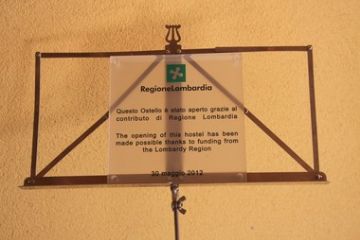 RegioneLombardia
Questo Ostello è stato aperto grazie al
contributo di Regione Lombardia
The opening of this hostel has been
made possible thanks to funding from
the Lombardy Region
30 maggio 2012